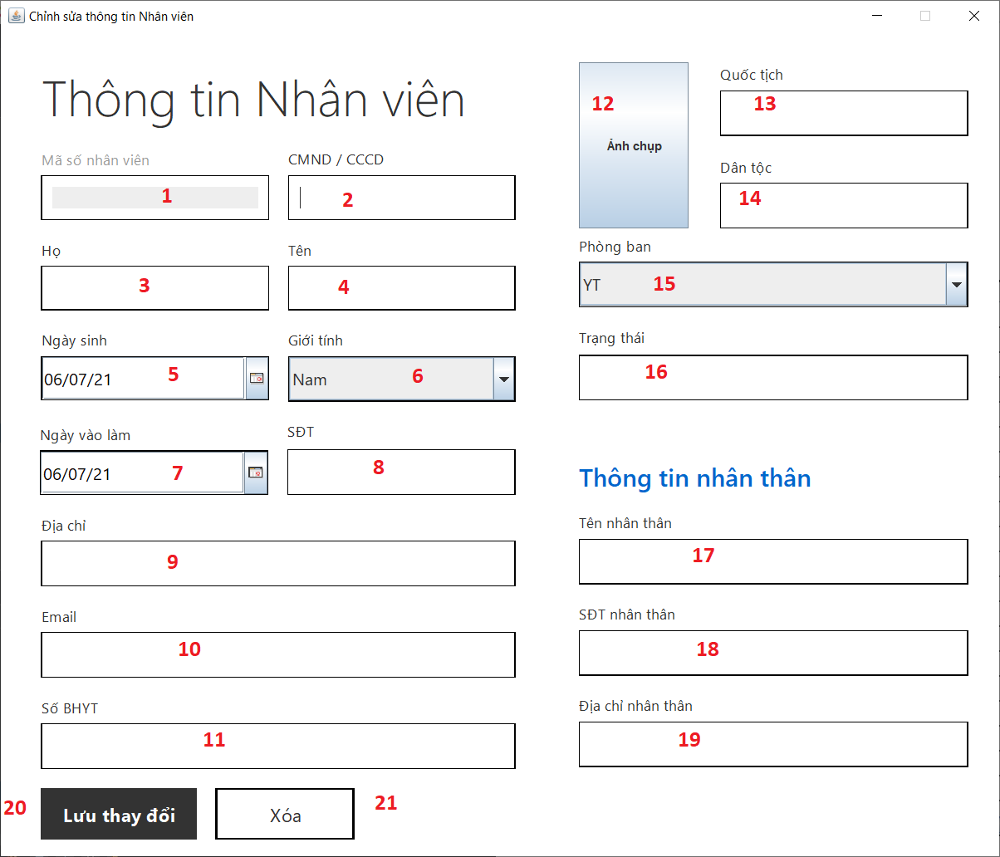 Chỉnh sửa thông tin Nhân viên
Thông tin Nhân viên
Mã số nhân viên
1
CMND / CCCD
2
Họ
3
Tên
4
Ngày sinh
06/07/21
5
Giới tính
Nam
6
Ngày vào làm
06/07/21
7
SĐT
8
Địa chỉ
9
Email
10
Số BHYT
11
12
Ảnh chụp
Quốc tịch
13
Dân tộc
14
Phòng ban
YT
15
Trạng thái
16
Thông tin nhân thân
Tên nhân thân
17
SĐT nhân thân
18
Địa chỉ nhân thân
19
20
Lưu thay đổi
Xóa
21